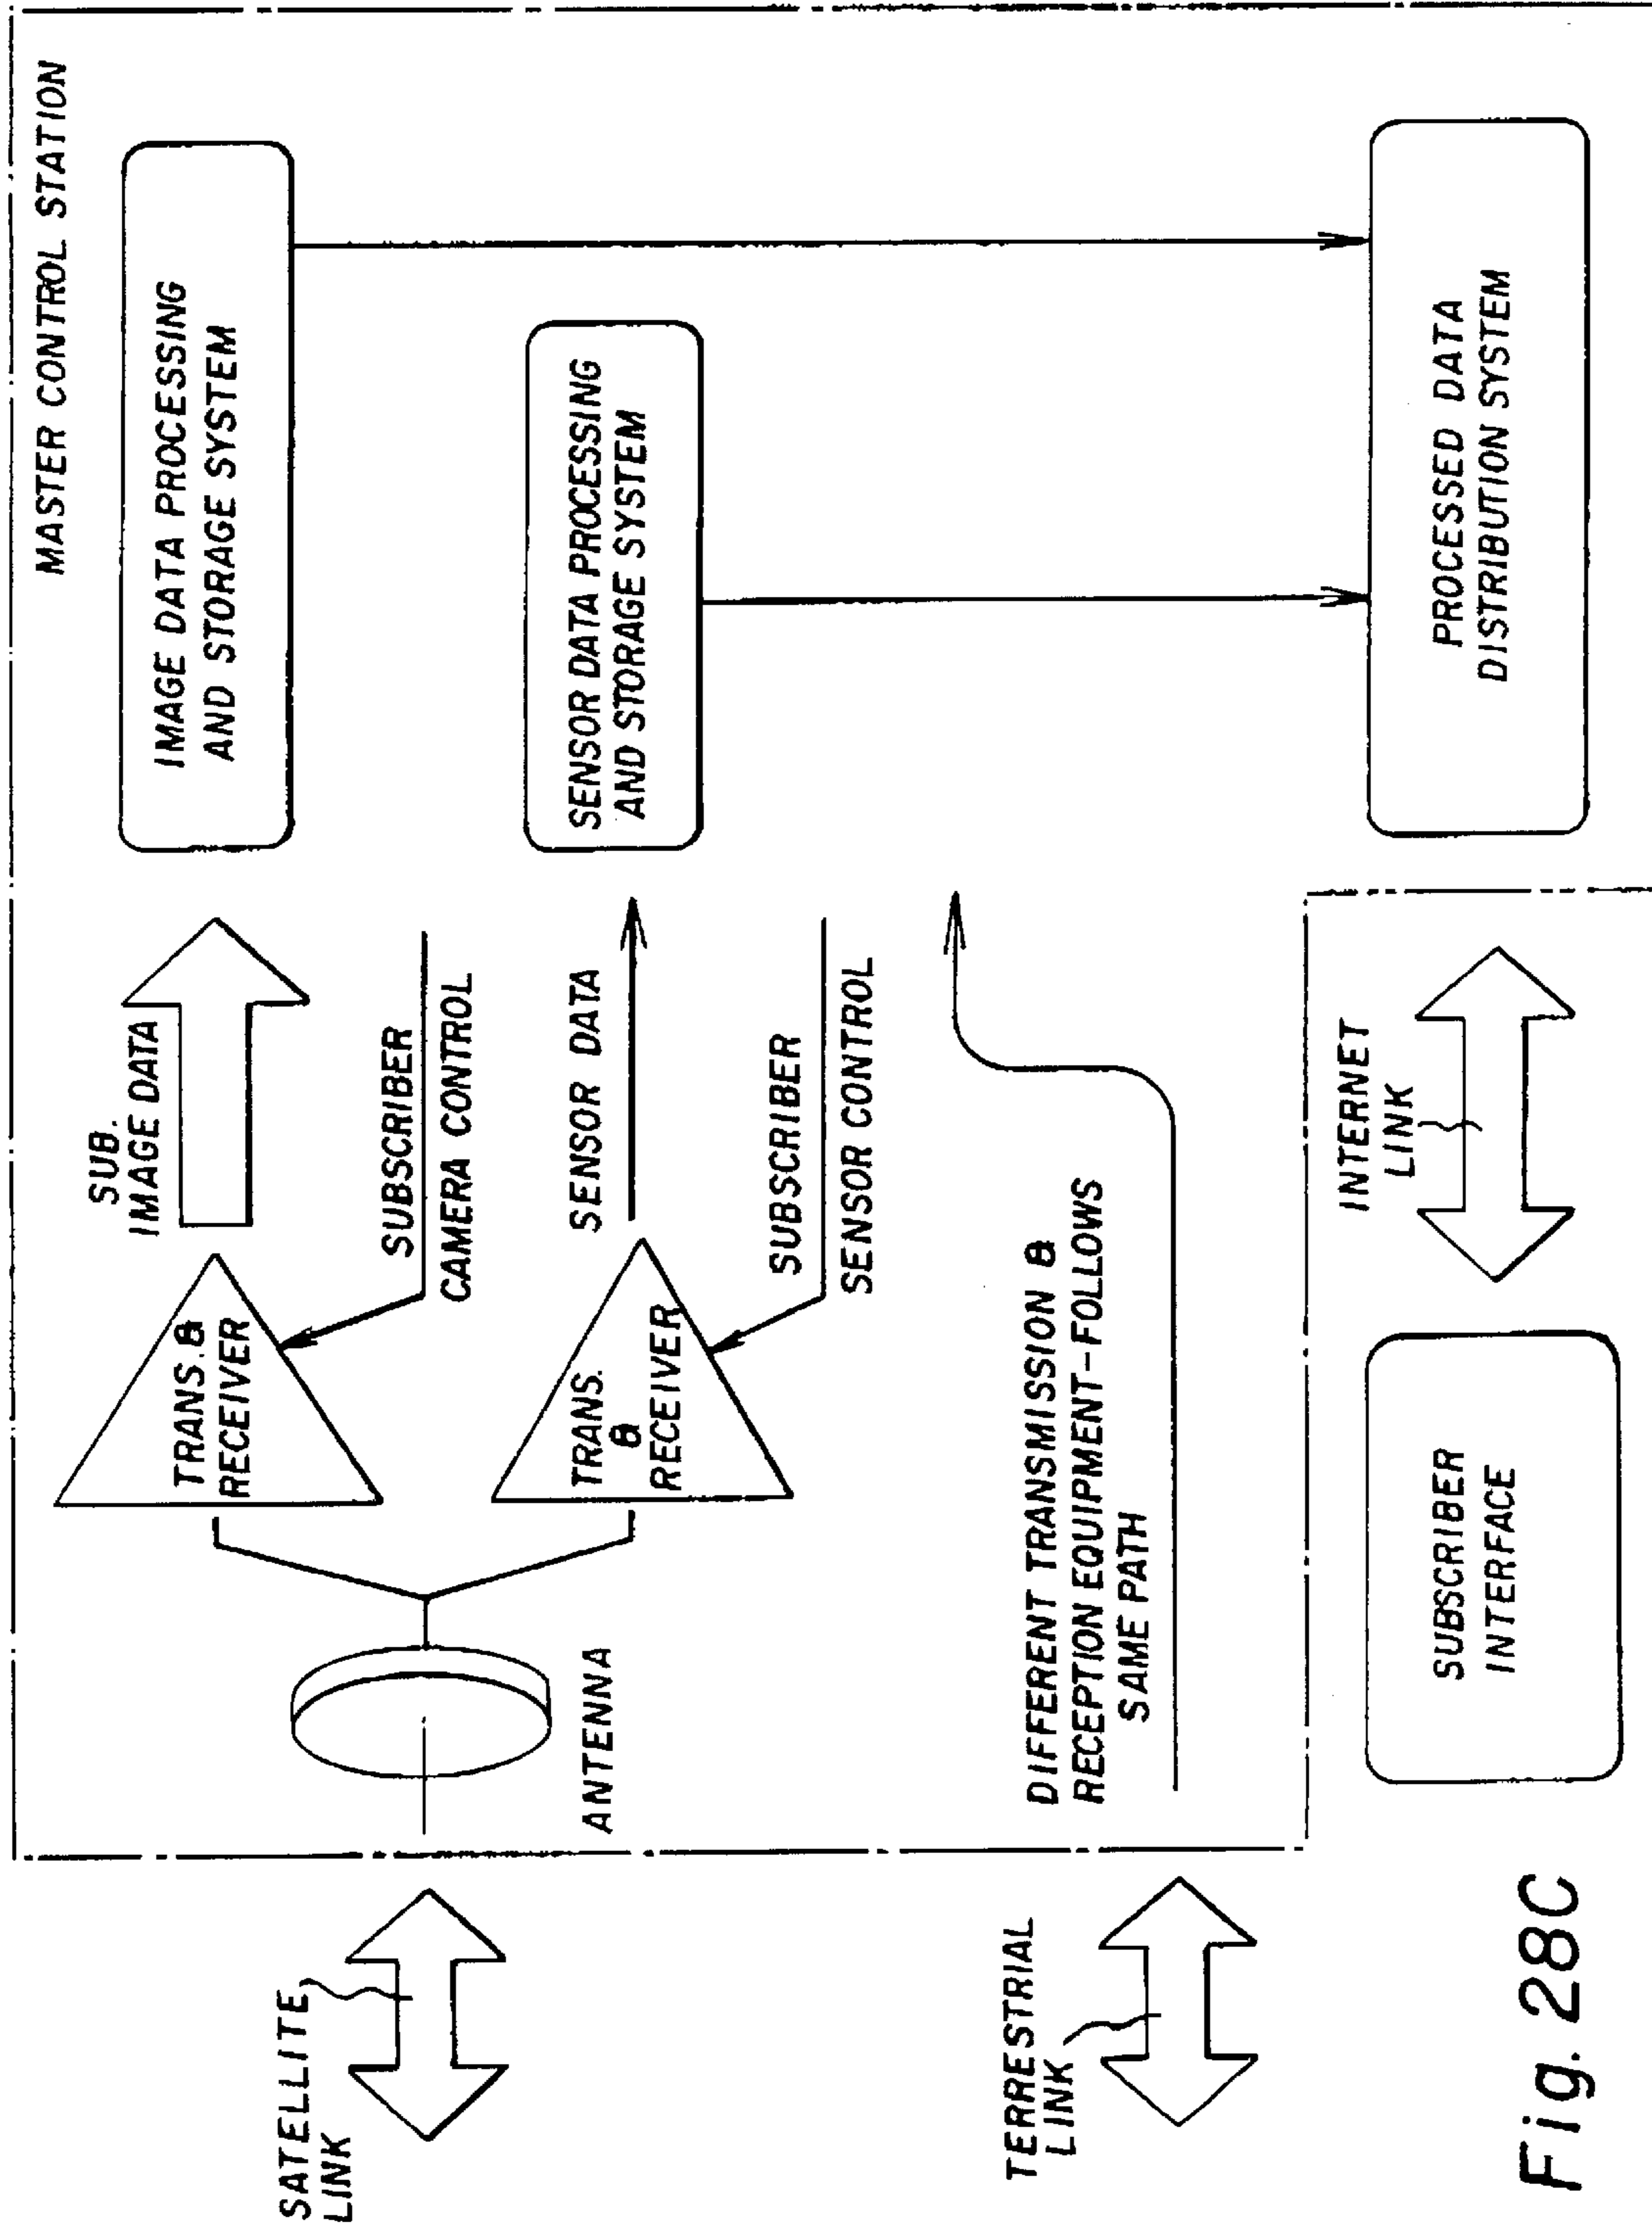 MASTER CONTROL STATION
SATELLITE
LINK
ANTENNA
TRANS. &
RECEIVER
SUB.
IMAGE DATA
IMAGE DATA PROCESSING
AND STORAGE SYSTEM
SUBSCRIBER
CAMERA CONTROL
TRANS.
&
RECEIVER
SENSOR DATA
SENSOR DATA PROCESSING
AND STORAGE SYSTEM
SUBSCRIBER
SENSOR CONTROL
TERRESTRIAL
LINK
DIFFERENT TRANSMISSION &
RECEPTION EQUIPMENT-FOLLOWS
SAME PATH
SUBSCRIBER
INTERFACE
INTERNET
LINK
PROCESSED DATA
DISTRIBUTION SYSTEM
Fig. 28C